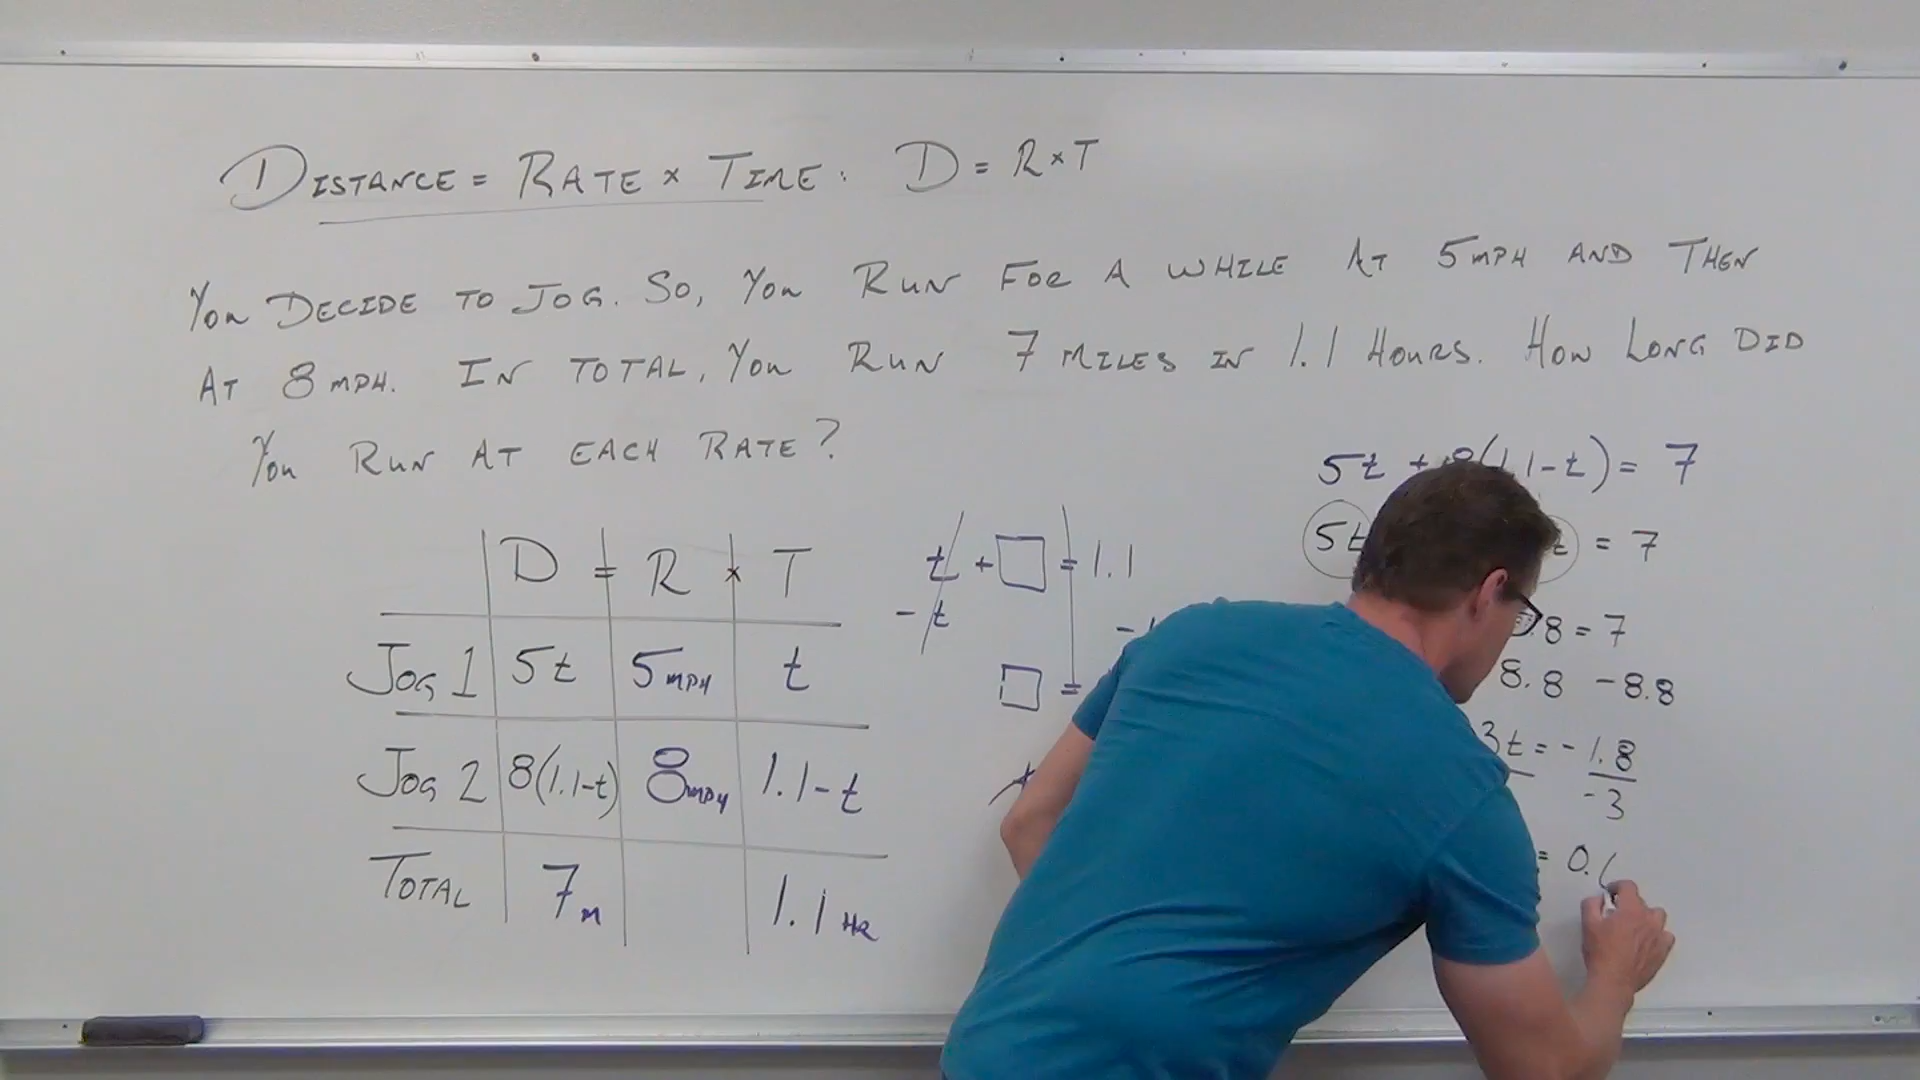 DISTANCE = RATE × TIME: D = R × T
YOU DECIDE TO JOG. SO, YOU RUN FOR A WHILE AT 5MPH AND THEN
AT 8MPH. IN TOTAL, YOU RUN 7 MILES IN 1.1 HOURS. HOW LONG DID
YOU RUN AT EACH RATE?
D = R × T
JOG 1 5t 5MPH t
JOG 2 8(1.1-t) 8MPH 1.1-t
TOTAL 7M 1.1 HR
t + □ = 1.1
-t -
□ =
5t + 8(1.1-t) = 7
5t t = 7
.8 = 7
8.8 -8.8
3t = -1.8
-3
= 0.